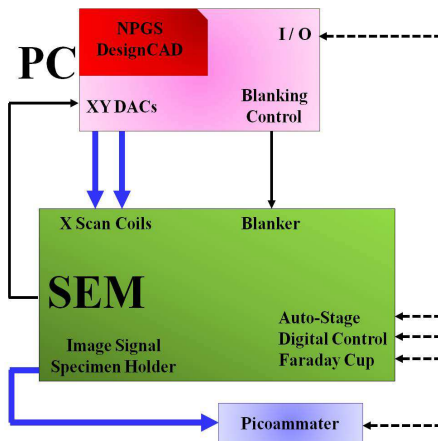 NPGS
DesignCAD
I / O
PC
XY DACs
Blanking
Control
X Scan Coils
Blanker
SEM
Auto-Stage
Digital Control
Faraday Cup
Image Signal
Specimen Holder
Picoammater